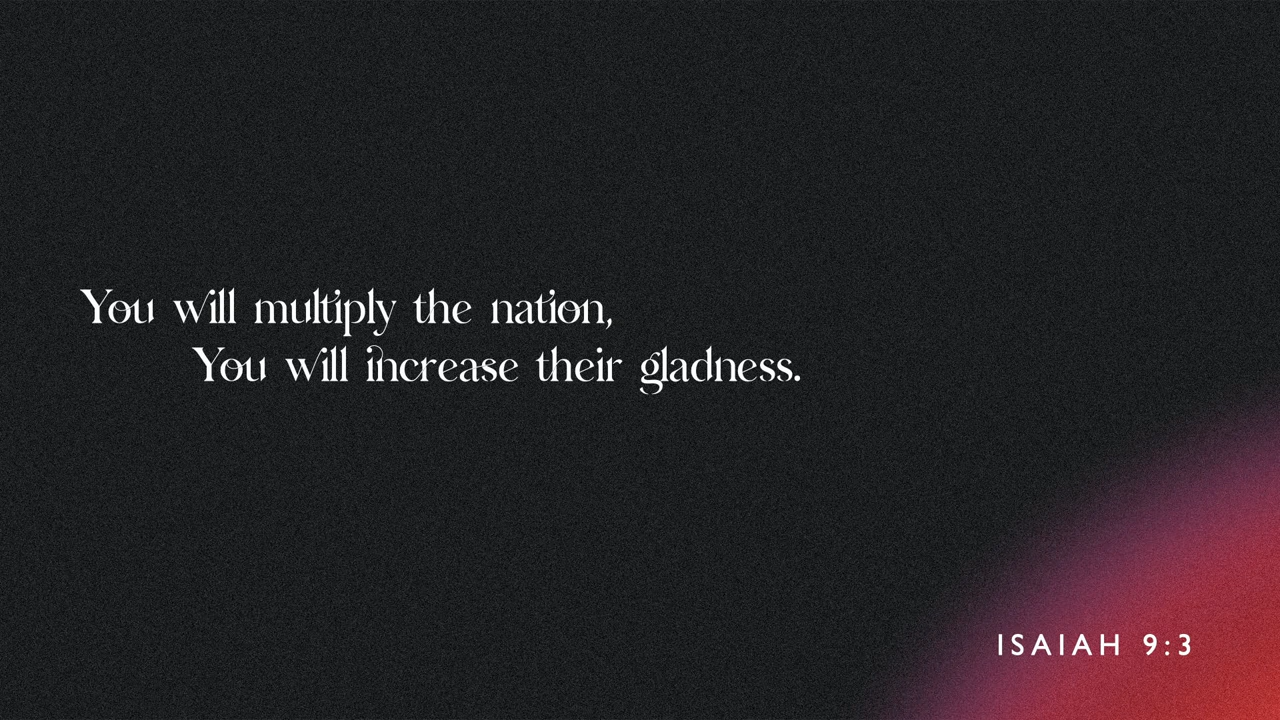 You will multiply the nation,
You will increase their gladness.
ISAIAH 9:3